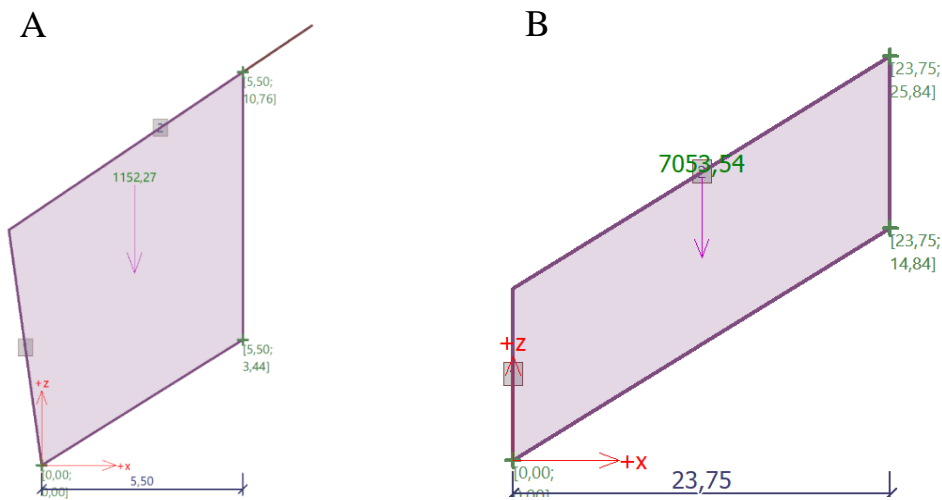 A
B
[5,50;
10,76]
2
1152,27
+z
[5,50;
3,44]
+x
[0,00;
0,00]
5,50
[23,75;
25,84]
7053,54
[23,75;
14,84]
+z
+x
[0,00;
23,75